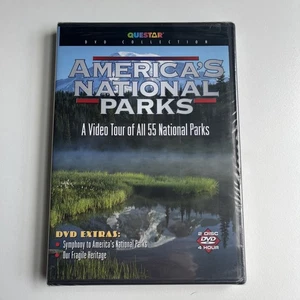 QUESTAR
DVD COLLECTION
AMERICA'S
NATIONAL
PARKS
A Video Tour of All 55 National Parks
DVD EXTRAS:
Symphony to America's National Parks
Our Fragile Heritage
2 DISC
DVD
4 HOUR